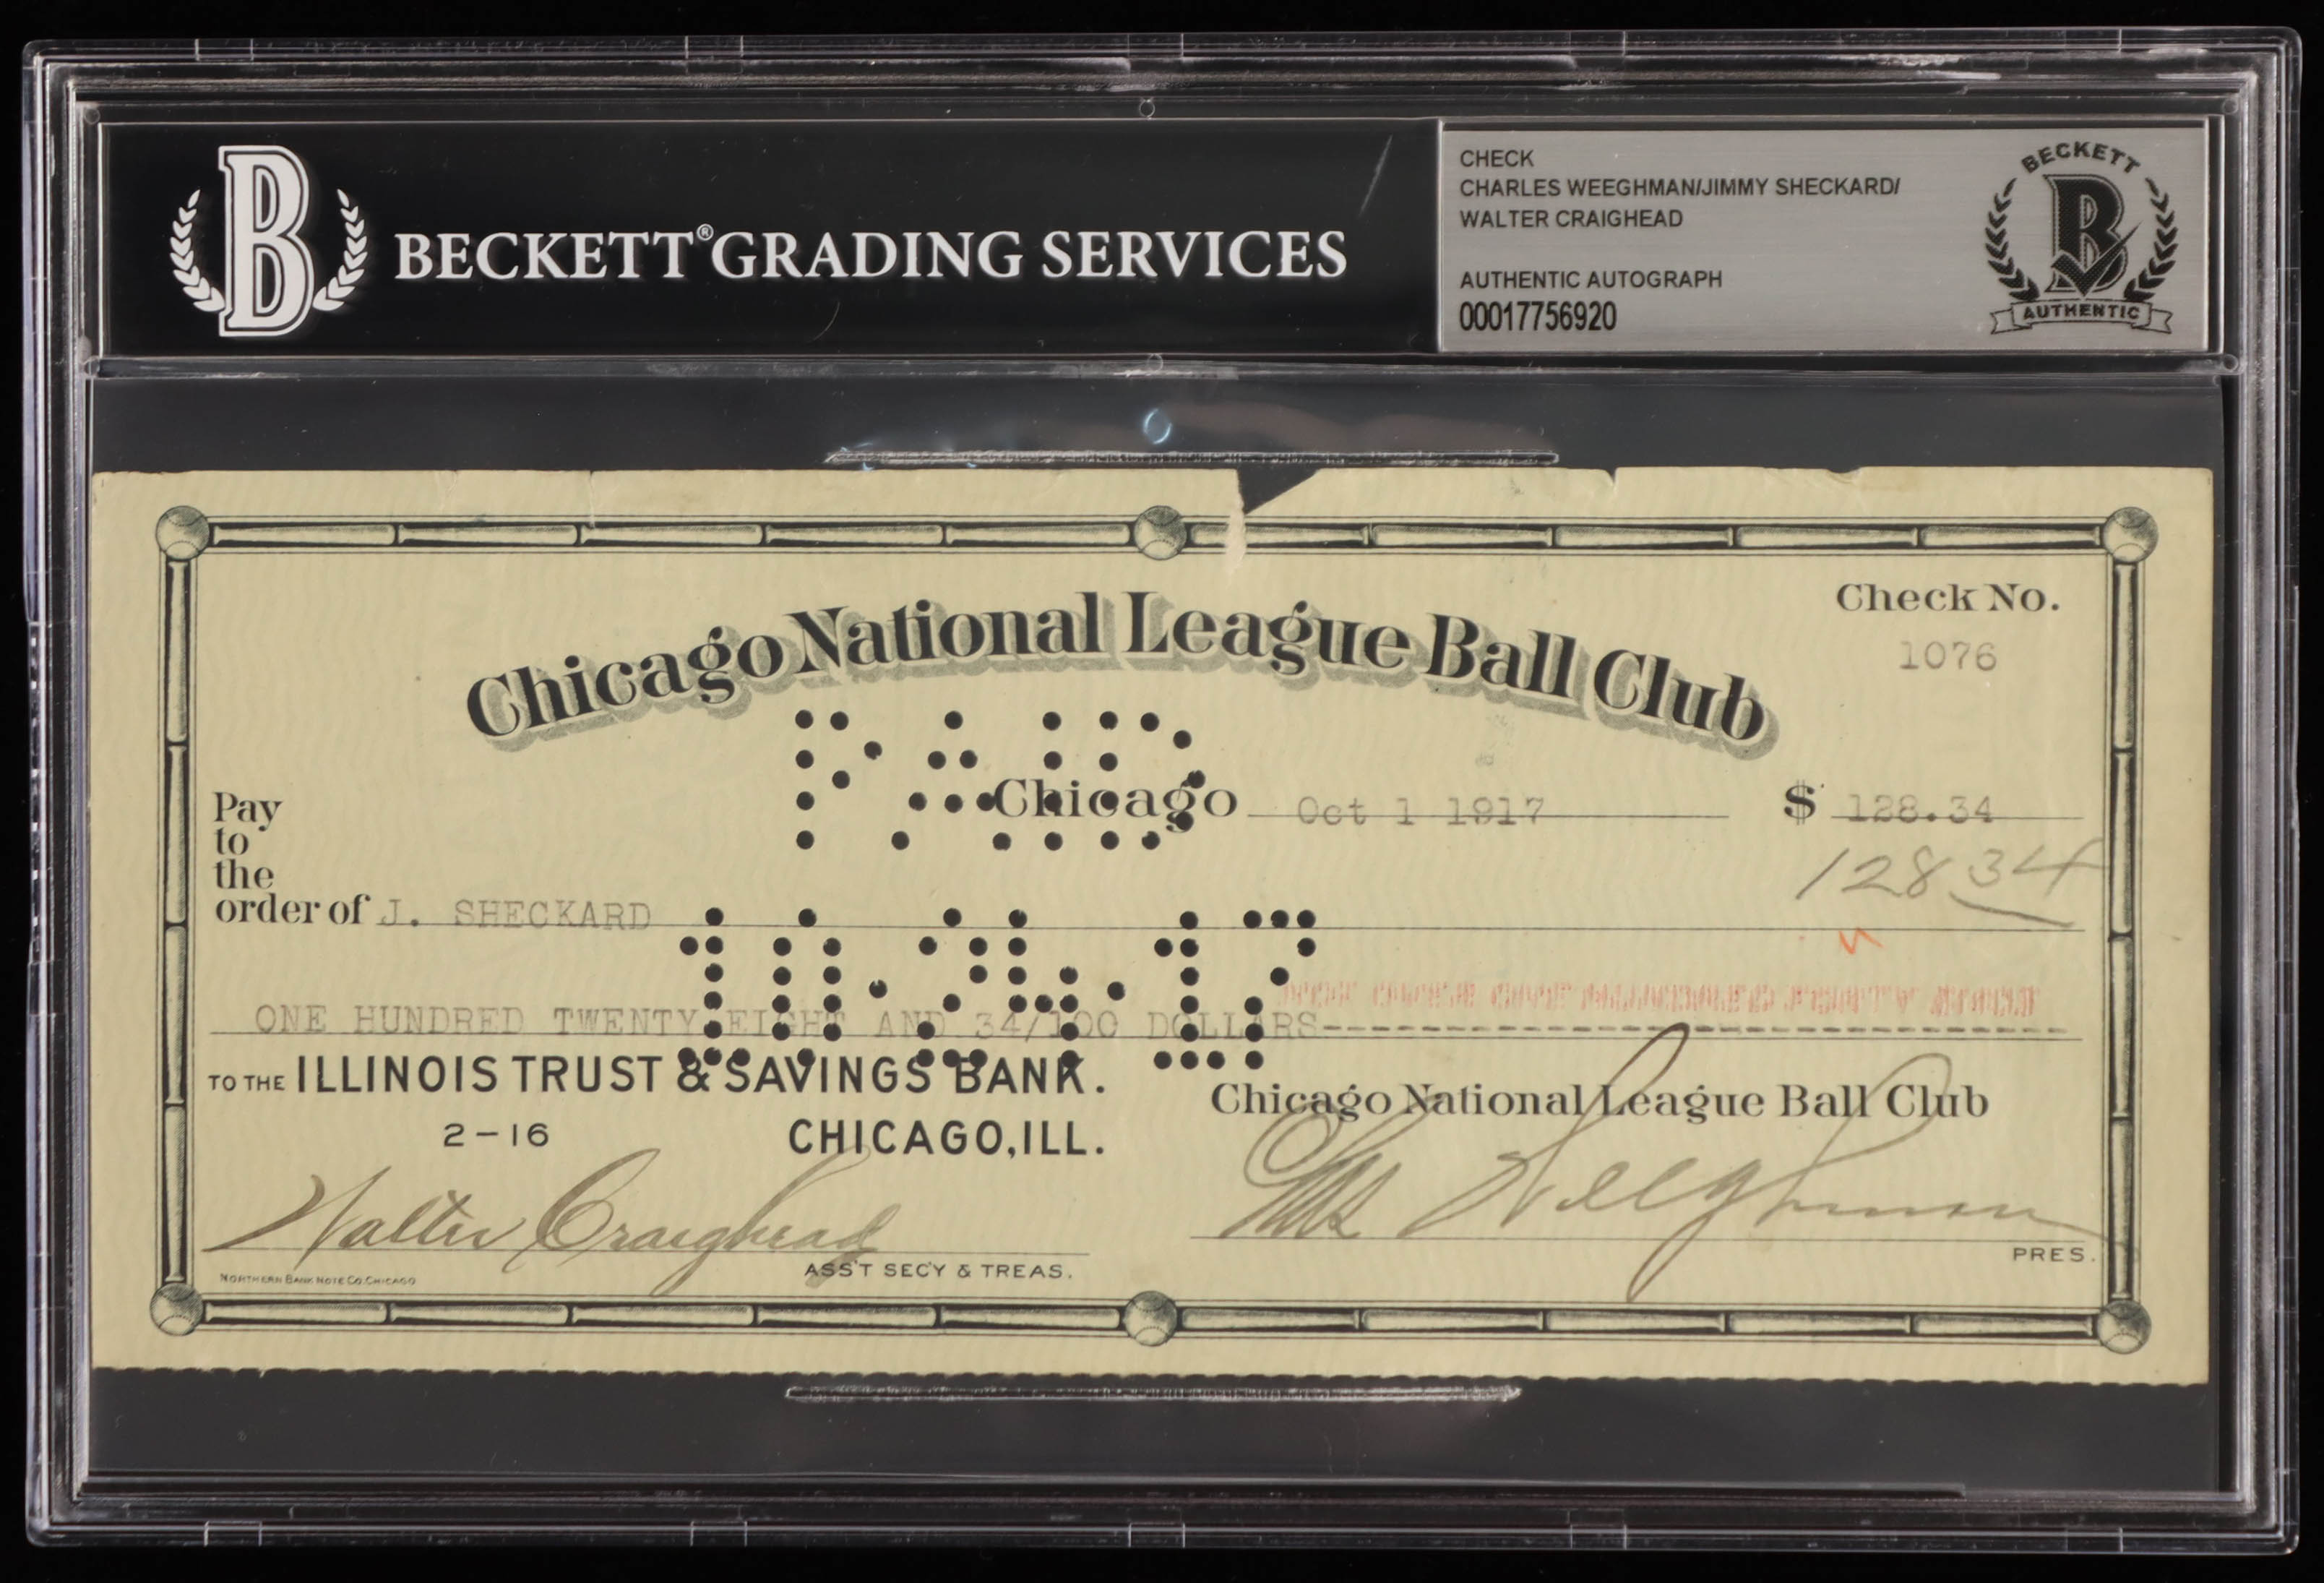 B BECKETT® GRADING SERVICES
CHECK
CHARLES WEEGHMAN/JIMMY SHECKARD/
WALTER CRAIGHEAD
AUTHENTIC AUTOGRAPH
00017756920
BECKETT
B
AUTHENTIC
Chicago National League Ball Club
Check No.
1076
PAID
Chicago Oct 1 1917 $ 128.34
128 34
Pay
to
the
order of J. SHECKARD
10.24.17
ONE HUNDRED TWENTY EIGHT AND 34/100 DOLLARS--------------------
TO THE ILLINOIS TRUST & SAVINGS BANK.
2-16 CHICAGO, ILL.
Chicago National League Ball Club
Walter Craighead
ASS'T SEC'Y & TREAS.
Chas Weeghman
PRES.
NORTHERN BANK NOTE CO. CHICAGO